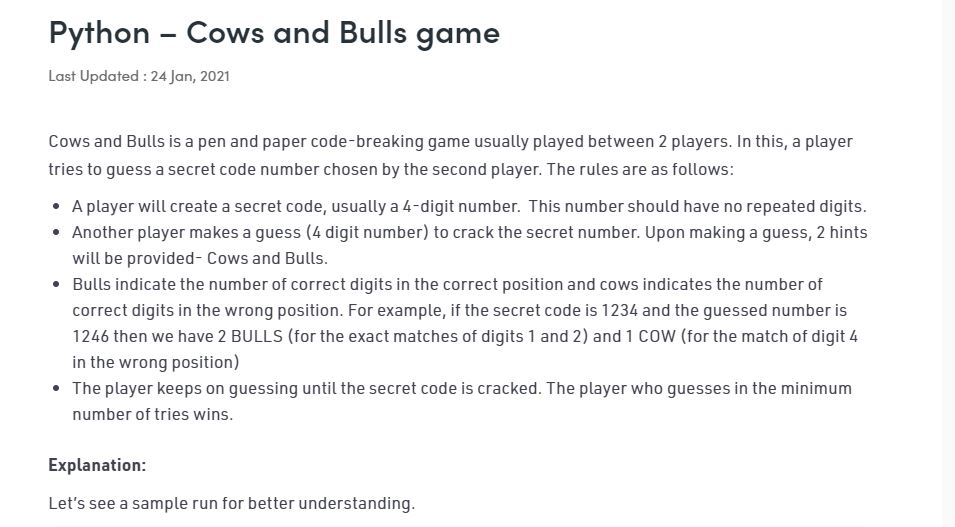 Python – Cows and Bulls game
Last Updated : 24 Jan, 2021
Cows and Bulls is a pen and paper code-breaking game usually played between 2 players. In this, a player
tries to guess a secret code number chosen by the second player. The rules are as follows:
• A player will create a secret code, usually a 4-digit number.  This number should have no repeated digits.
• Another player makes a guess (4 digit number) to crack the secret number. Upon making a guess, 2 hints
will be provided- Cows and Bulls.
• Bulls indicate the number of correct digits in the correct position and cows indicates the number of
correct digits in the wrong position. For example, if the secret code is 1234 and the guessed number is
1246 then we have 2 BULLS (for the exact matches of digits 1 and 2) and 1 COW (for the match of digit 4
in the wrong position)
• The player keeps on guessing until the secret code is cracked. The player who guesses in the minimum
number of tries wins.
Explanation:
Let's see a sample run for better understanding.